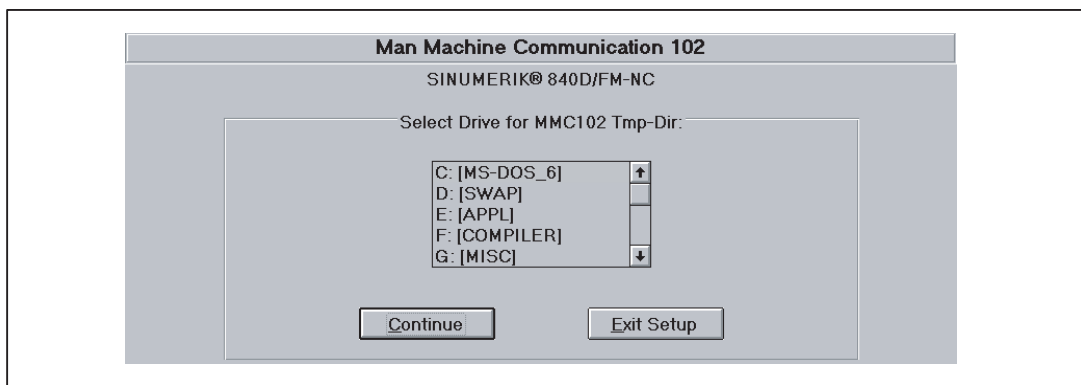 Man Machine Communication 102
SINUMERIK® 840D/FM-NC
Select Drive for MMC102 Tmp-Dir:
C: [MS-DOS_6]
D: [SWAP]
E: [APPL]
F: [COMPILER]
G: [MISC]
Continue
Exit Setup